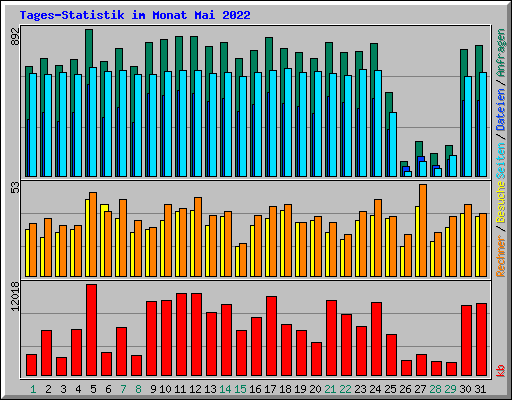 Tages-Statistik im Monat Mai 2022
892
53
12018
Rechner / Besuche Seiten / Dateien / Anfragen
kb
1 2 3 4 5 6 7 8 9 10 11 12 13 14 15 16 17 18 19 20 21 22 23 24 25 26 27 28 29 30 31